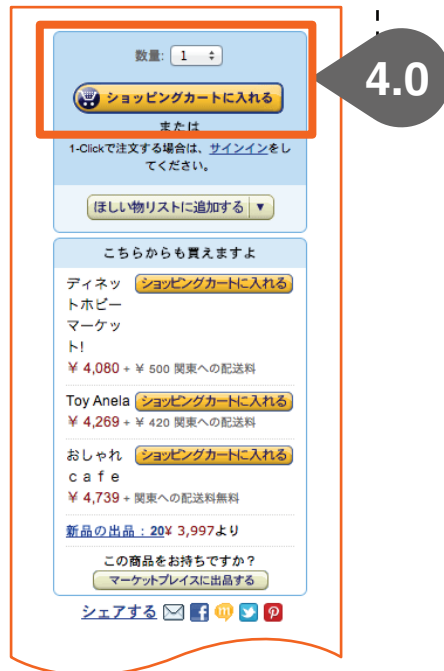 数量: 1
ショッピングカートに入れる
または
1-Clickで注文する場合は、サインインをし
てください。
ほしい物リストに追加する
4.0
こちらからも買えますよ
ディネッ ショッピングカートに入れる
トホビー
マーケッ
ト!
¥ 4,080 + ¥ 500 関東への配送料
Toy Anela ショッピングカートに入れる
¥ 4,269 + ¥ 420 関東への配送料
おしゃれ ショッピングカートに入れる
ｃａｆｅ
¥ 4,739 + 関東への配送料無料
新品の出品：20¥ 3,997より
この商品をお持ちですか？
マーケットプレイスに出品する
シェアする